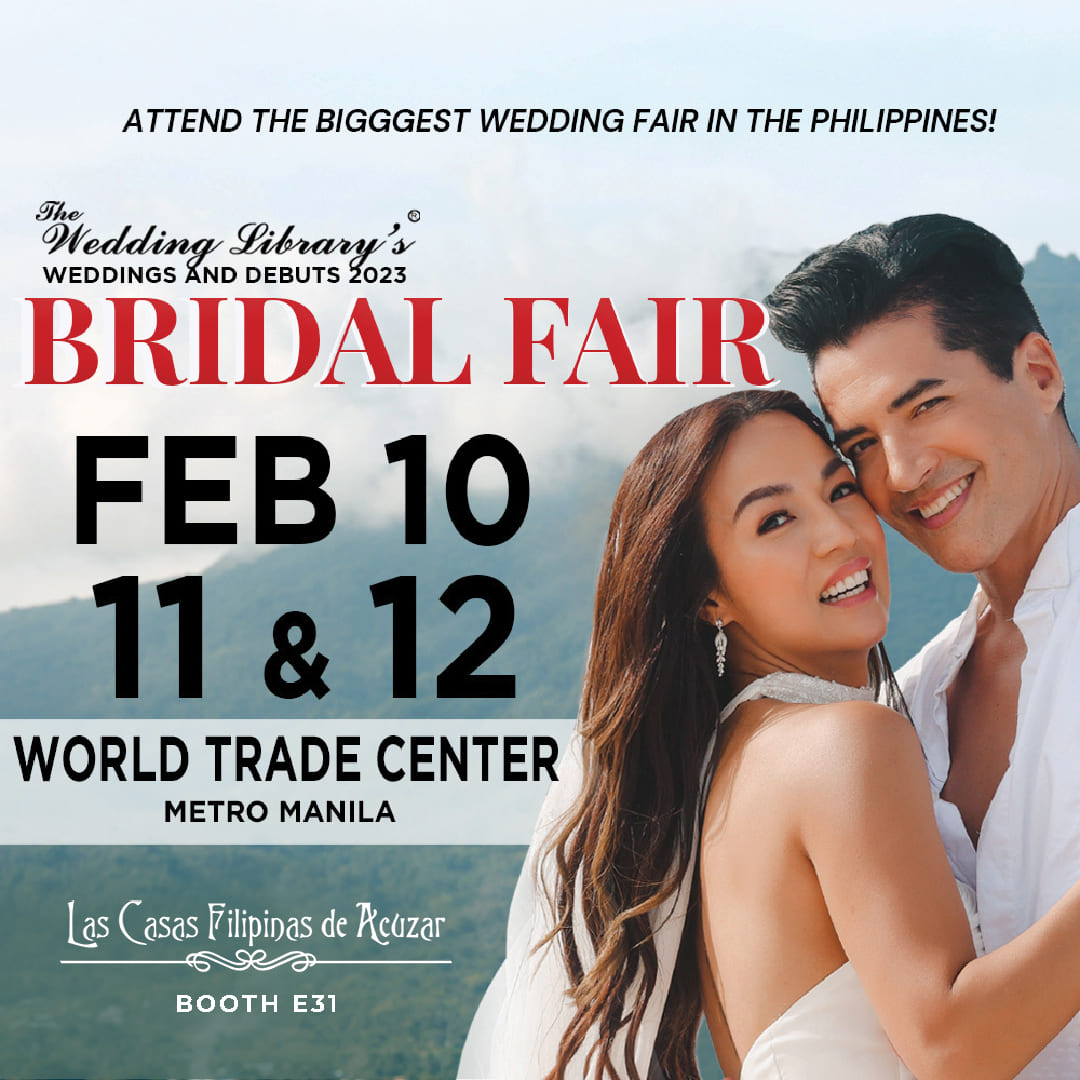 ATTEND THE BIGGGEST WEDDING FAIR IN THE PHILIPPINES!
The
Wedding Library's®
WEDDINGS AND DEBUTS 2023
BRIDAL FAIR
FEB 10
11 & 12
WORLD TRADE CENTER
METRO MANILA
Las Casas Filipinas de Acuzar
BOOTH E31